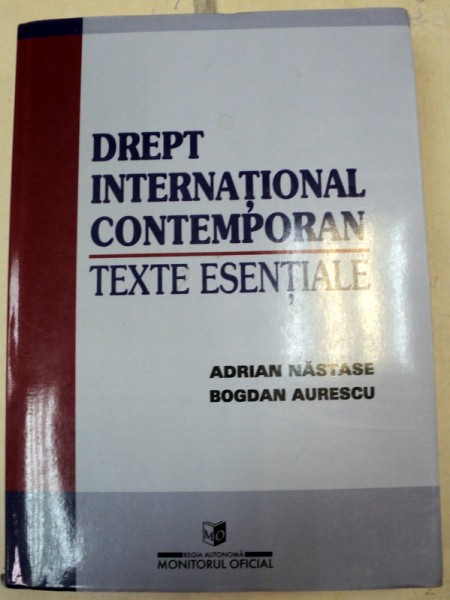 DREPT
INTERNAȚIONAL
CONTEMPORAN
TEXTE ESENȚIALE
ADRIAN NĂSTASE
BOGDAN AURESCU
MO
REGIA AUTONOMĂ
MONITORUL OFICIAL